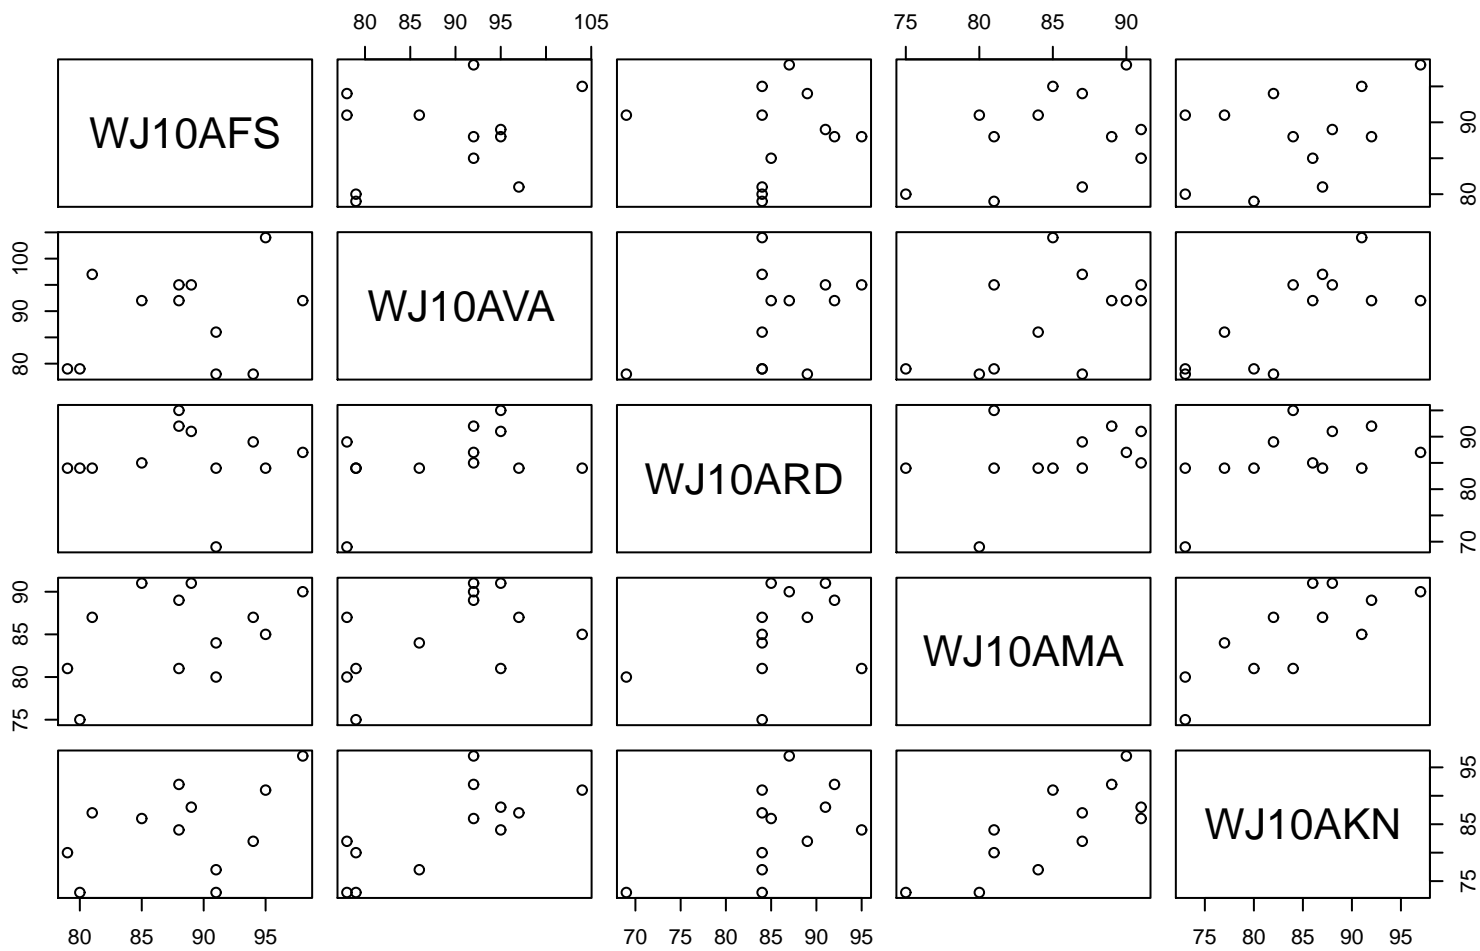 80 85 90 95 105 75 80 85 90
WJ10AFS 80 90
80 90 100 WJ10AVA
WJ10ARD 70 80 90
75 80 85 90 WJ10AMA
WJ10AKN 75 85 95
80 85 90 95 70 75 80 85 90 95 75 80 85 90 95